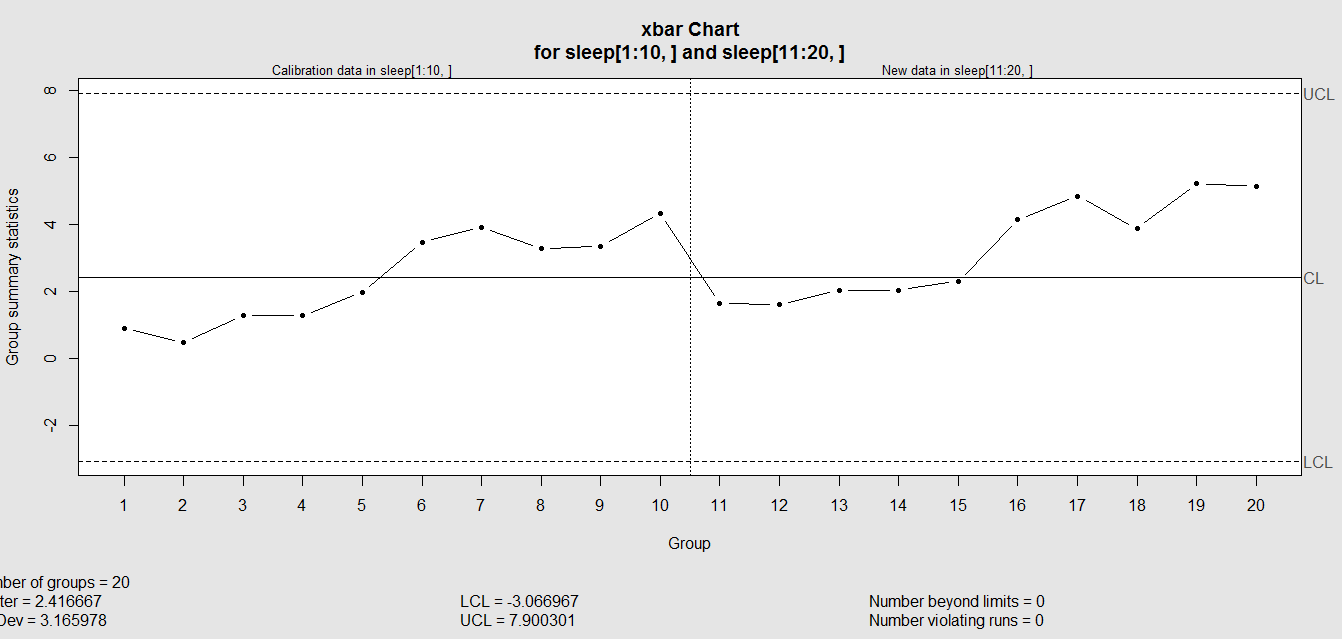 xbar Chart
for sleep[1:10, ] and sleep[11:20, ]
Calibration data in sleep[1:10, ]
New data in sleep[11:20, ]
8
6
4
2
0
-2
Group summary statistics
UCL
CL
LCL
1 2 3 4 5 6 7 8 9 10 11 12 13 14 15 16 17 18 19 20
Group
of groups = 20
= 2.416667
= 3.165978
LCL = -3.066967
UCL = 7.900301
Number beyond limits = 0
Number violating runs = 0